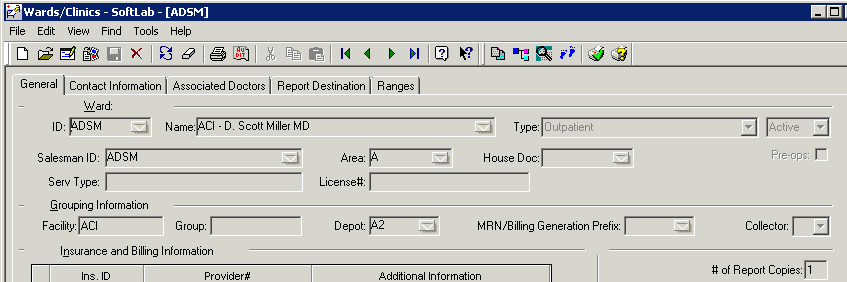 Wards/Clinics - SoftLab - [ADSM]
File Edit View Find Tools Help
General Contact Information Associated Doctors Report Destination Ranges
Ward:
ID: ADSM Name: ACI - D. Scott Miller MD Type: Outpatient Active
Salesman ID: ADSM Area: A House Doc: Pre-ops:
Serv Type: License#:
Grouping Information
Facility: ACI Group: Depot: A2 MRN/Billing Generation Prefix: Collector:
Insurance and Billing Information
# of Report Copies: 1
Ins. ID Provider# Additional Information